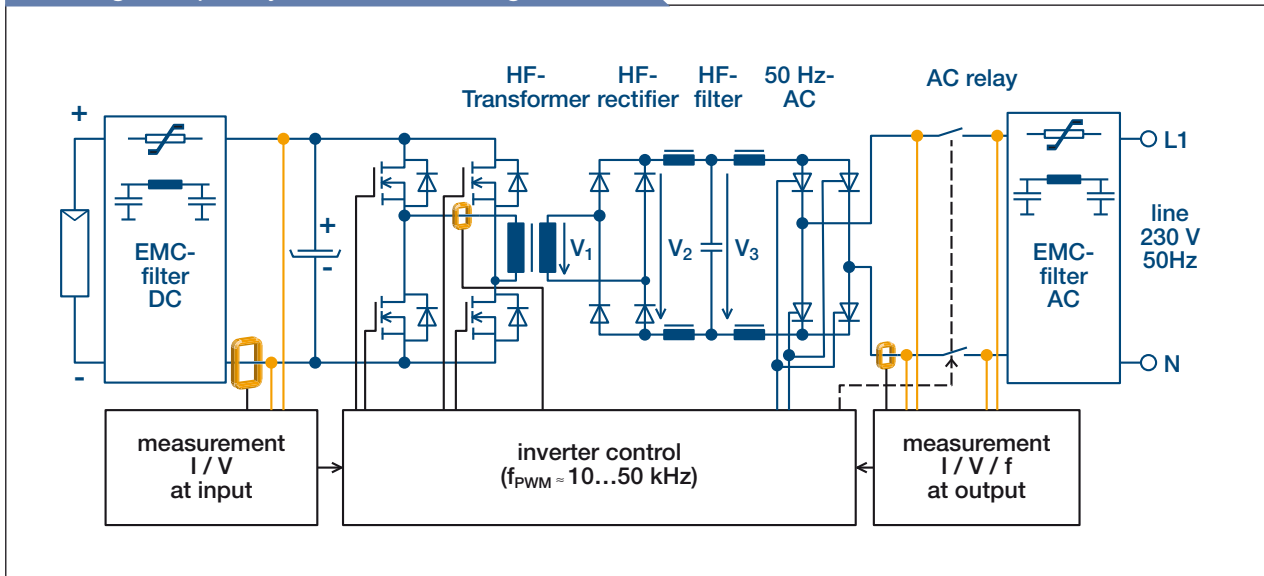 HF-
Transformer
HF-
rectifier
HF-
filter
50 Hz-
AC
AC relay
+
-
EMC-
filter
DC
+
-
V1
V2
V3
EMC-
filter
AC
L1
line
230 V
50Hz
N
measurement
I / V
at input
inverter control
(fPWM ≈ 10...50 kHz)
measurement
I / V / f
at output